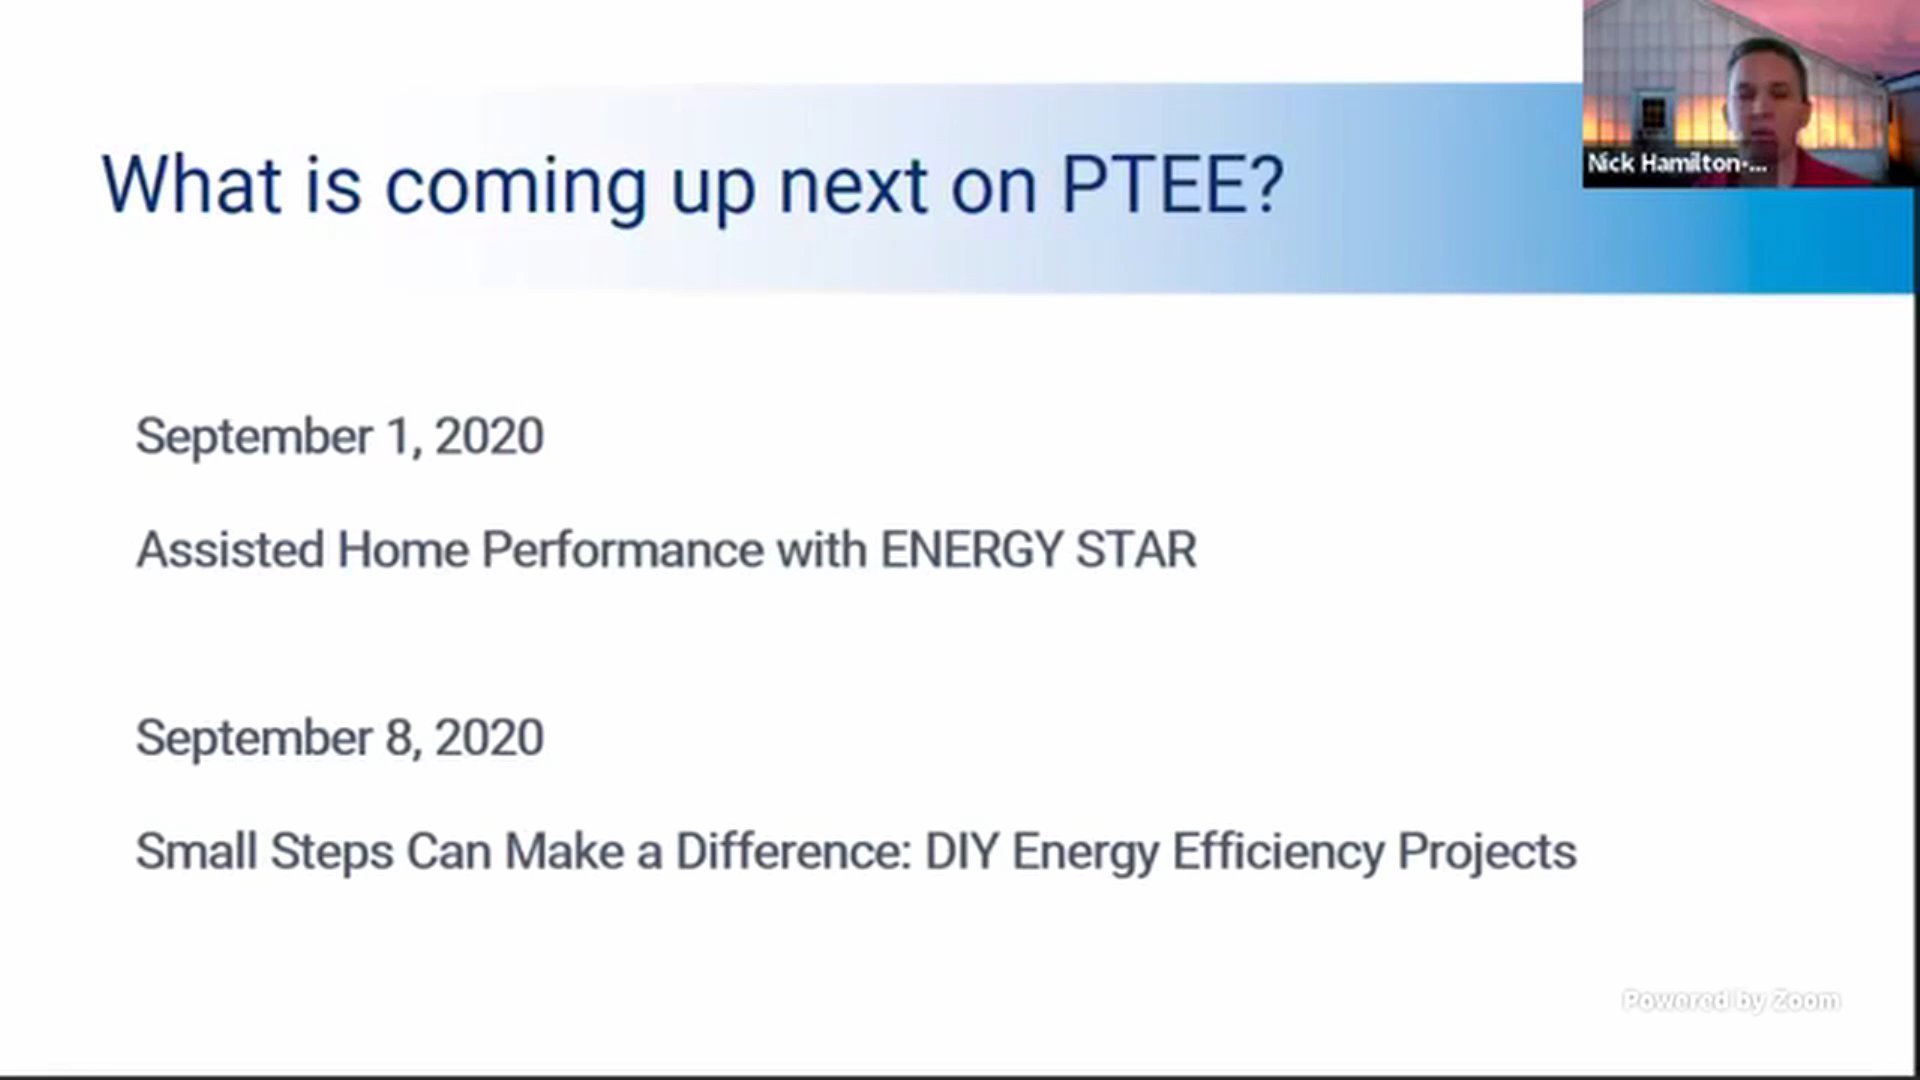 What is coming up next on PTEE?
Nick Hamilton-...
September 1, 2020
Assisted Home Performance with ENERGY STAR
September 8, 2020
Small Steps Can Make a Difference: DIY Energy Efficiency Projects
Powered by Zoom